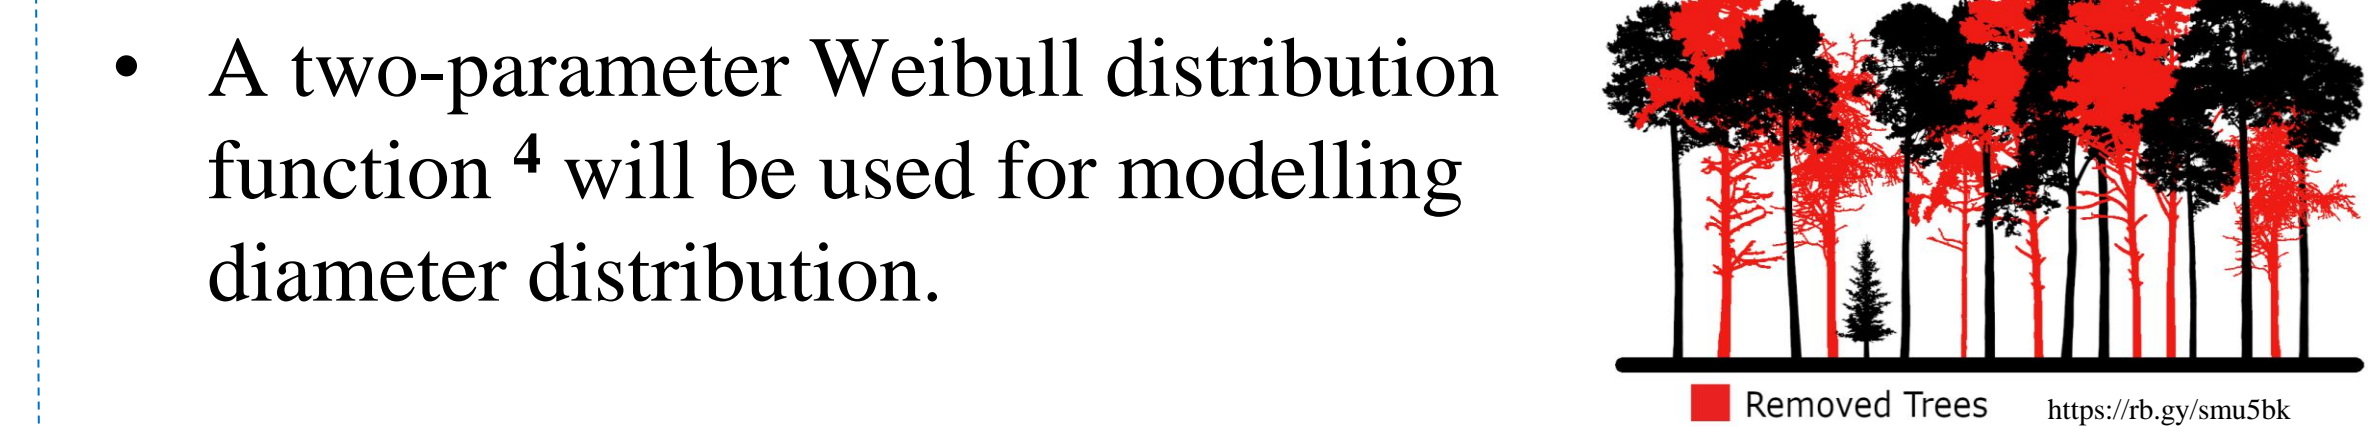 • A two-parameter Weibull distribution
function ⁴ will be used for modelling
diameter distribution.
Removed Trees
https://rb.gy/smu5bk